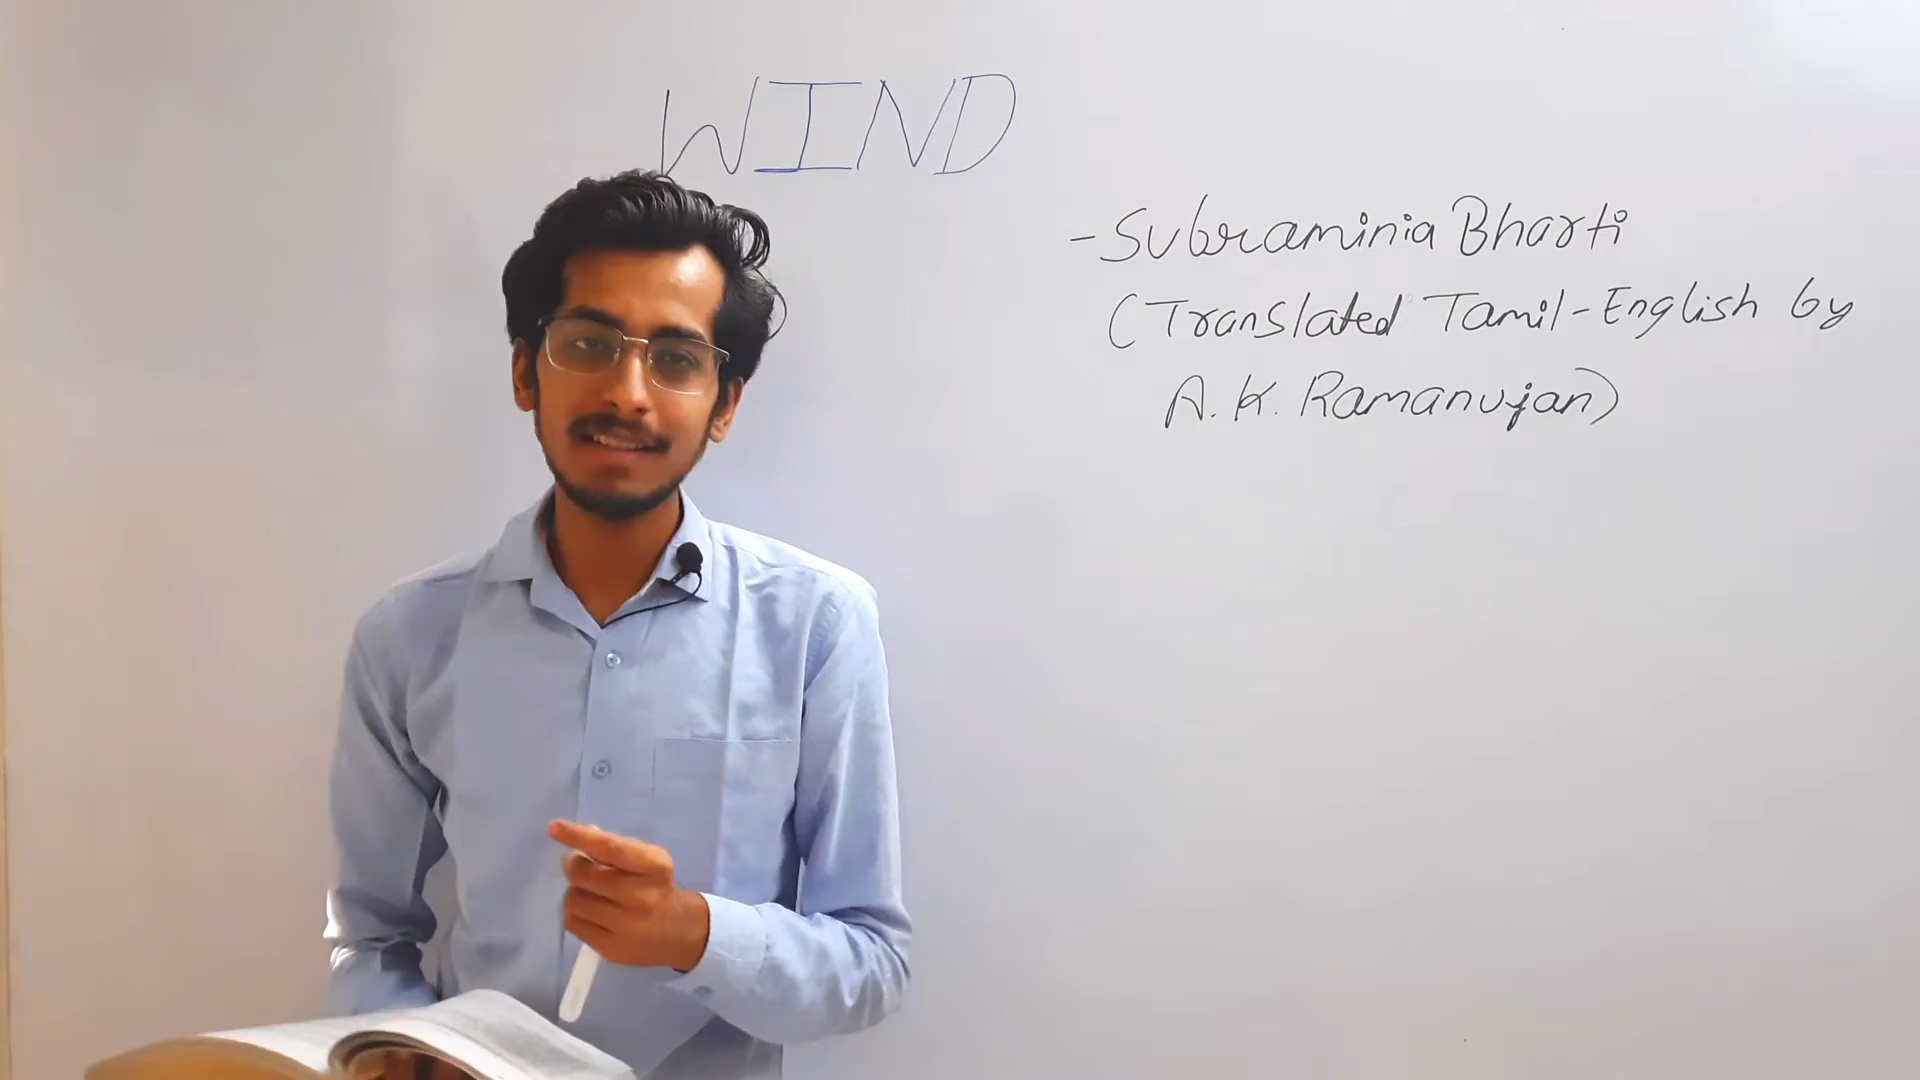 WIND
- Subraminia Bharti
(Translated Tamil-English by
A. K. Ramanujan)